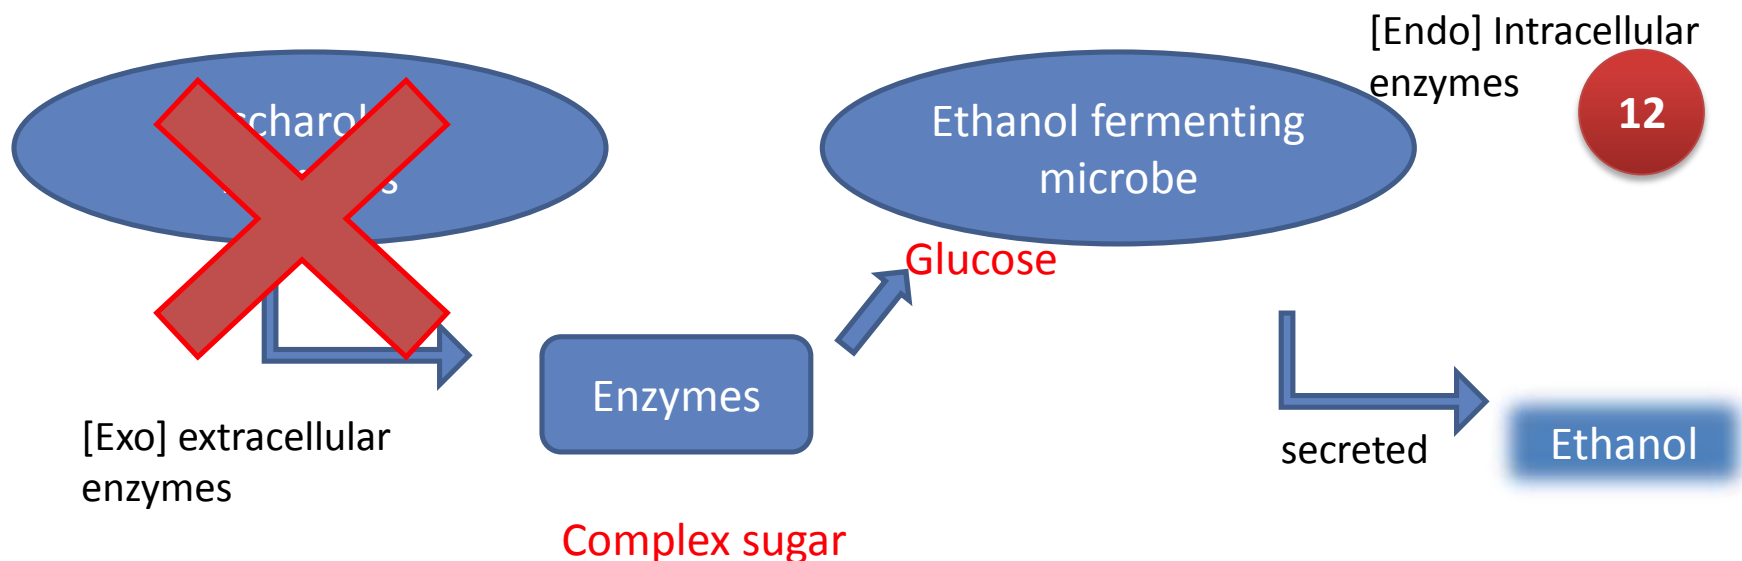 [Endo] Intracellular
enzymes
12
Ethanol fermenting
microbe
Glucose
Enzymes
[Exo] extracellular
enzymes
secreted
Ethanol
Complex sugar